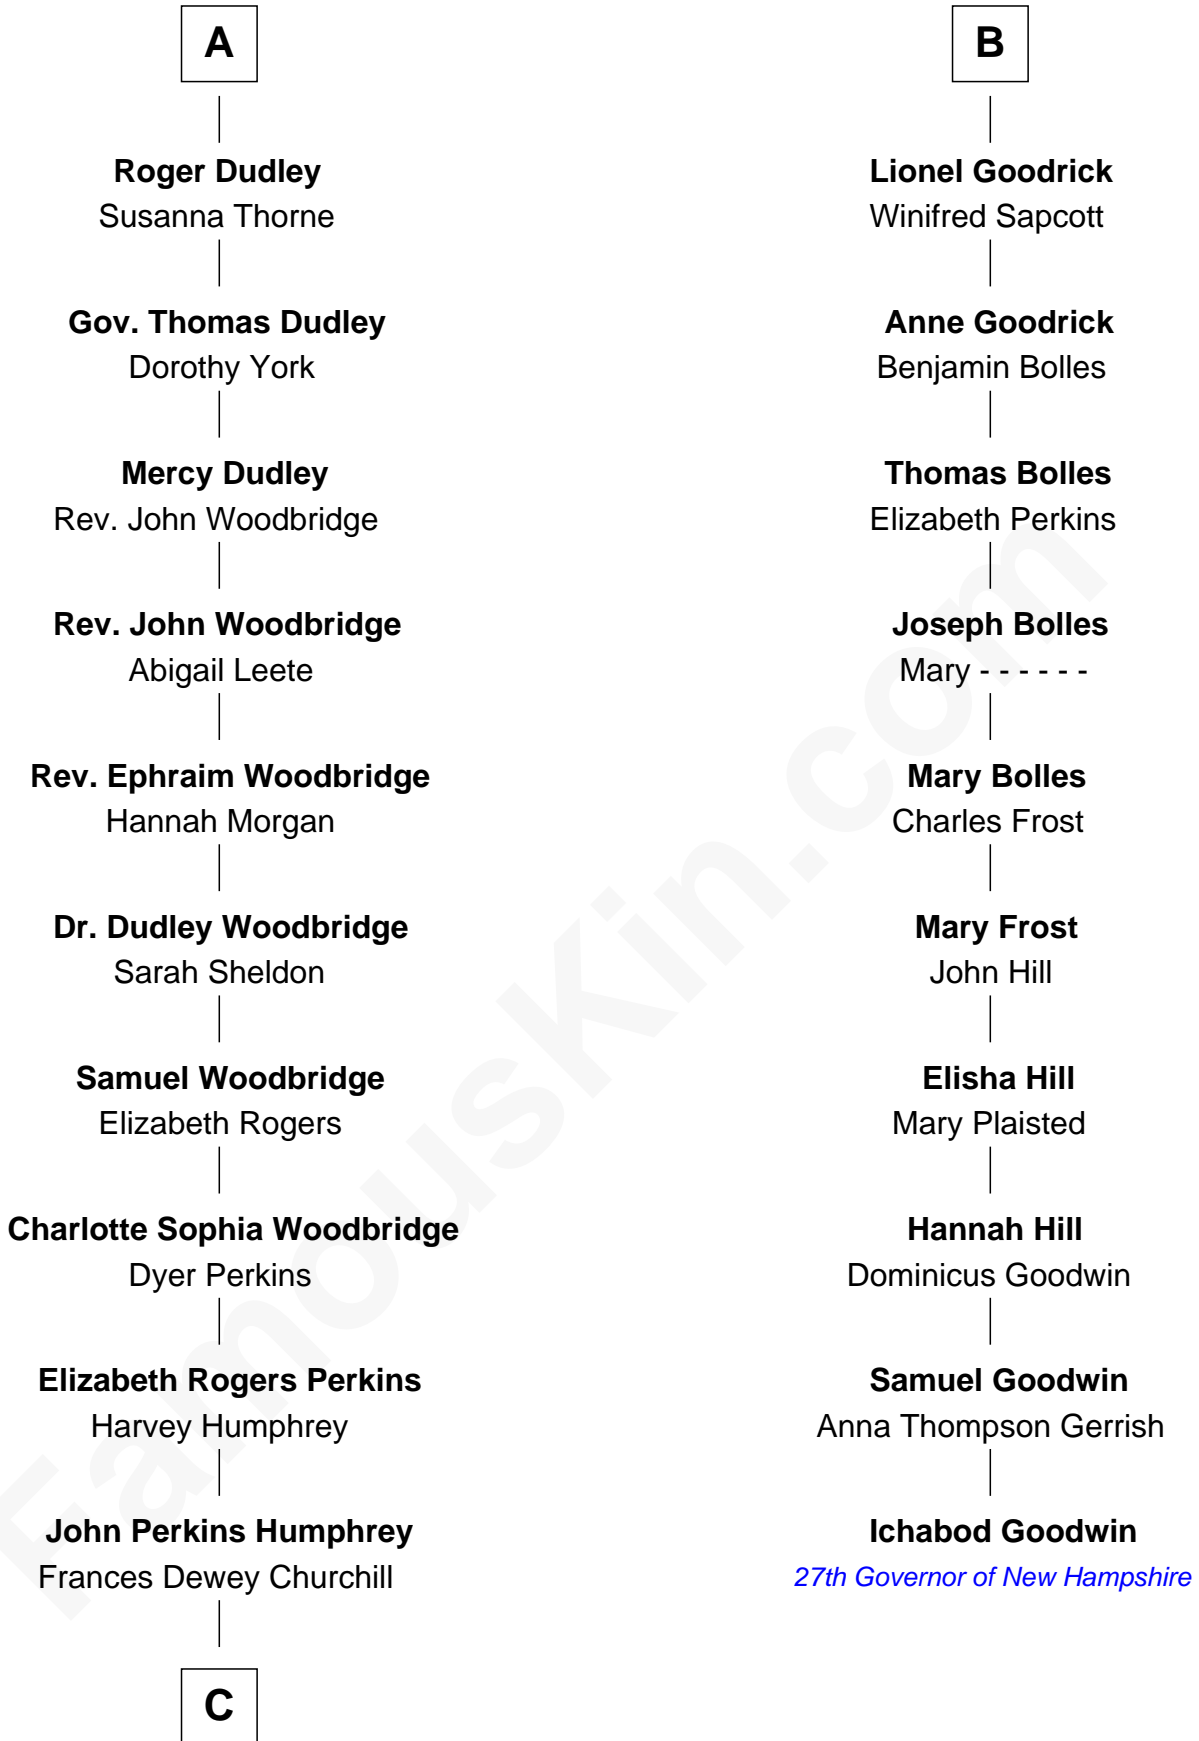 A
Roger Dudley
Susanna Thorne
Gov. Thomas Dudley
Dorothy York
Mercy Dudley
Rev. John Woodbridge
Rev. John Woodbridge
Abigail Leete
Rev. Ephraim Woodbridge
Hannah Morgan
Dr. Dudley Woodbridge
Sarah Sheldon
Samuel Woodbridge
Elizabeth Rogers
Charlotte Sophia Woodbridge
Dyer Perkins
Elizabeth Rogers Perkins
Harvey Humphrey
John Perkins Humphrey
Frances Dewey Churchill
C
B
Lionel Goodrick
Winifred Sapcott
Anne Goodrick
Benjamin Bolles
Thomas Bolles
Elizabeth Perkins
Joseph Bolles
Mary - - - - - -
Mary Bolles
Charles Frost
Mary Frost
John Hill
Elisha Hill
Mary Plaisted
Hannah Hill
Dominicus Goodwin
Samuel Goodwin
Anna Thompson Gerrish
Ichabod Goodwin
27th Governor of New Hampshire
FamousKin.com